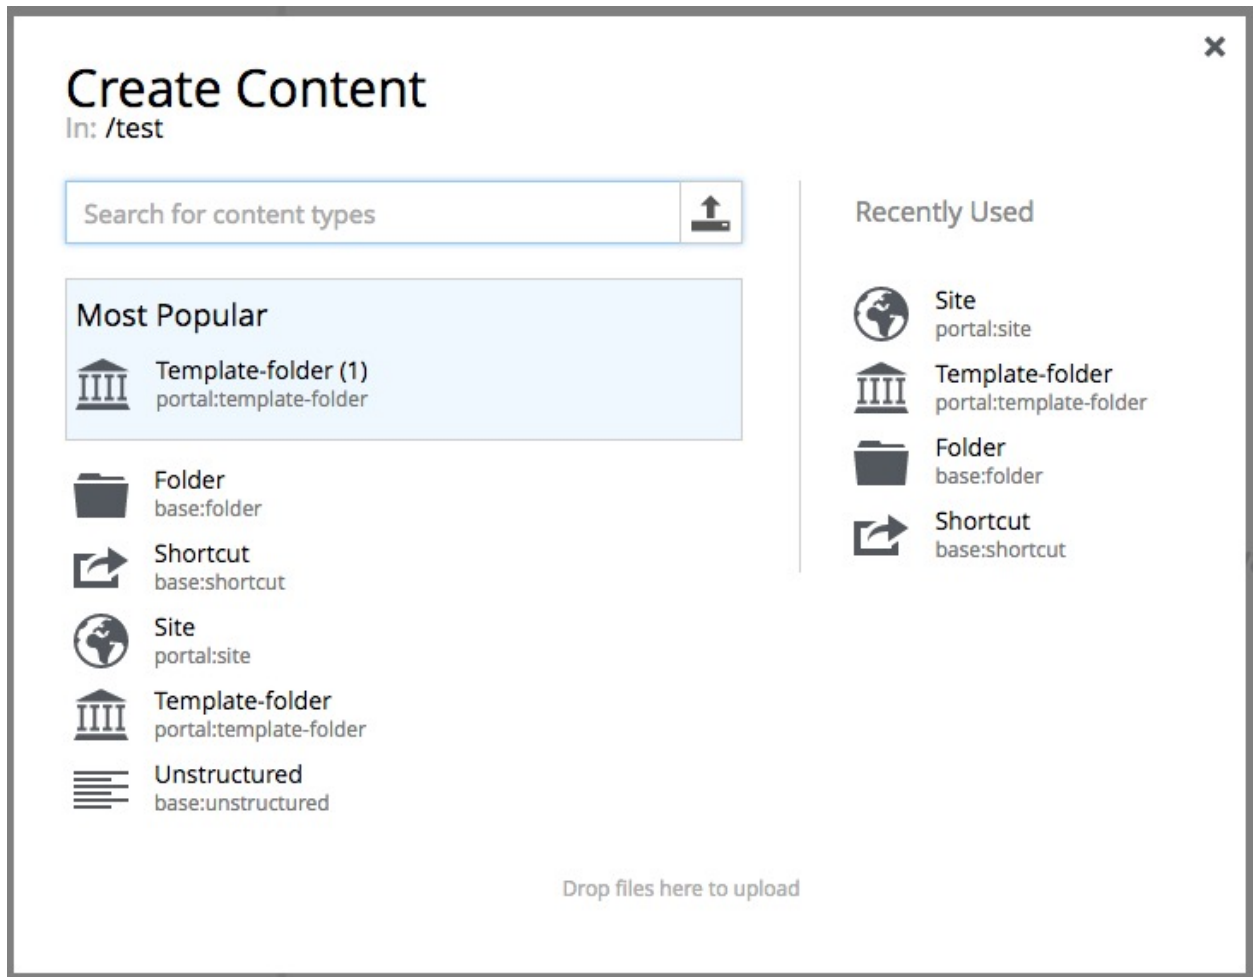 Create Content
In: /test
Search for content types
Most Popular
Template-folder (1)
portal:template-folder
Folder
base:folder
Shortcut
base:shortcut
Site
portal:site
Template-folder
portal:template-folder
Unstructured
base:unstructured
Recently Used
Site
portal:site
Template-folder
portal:template-folder
Folder
base:folder
Shortcut
base:shortcut
Drop files here to upload